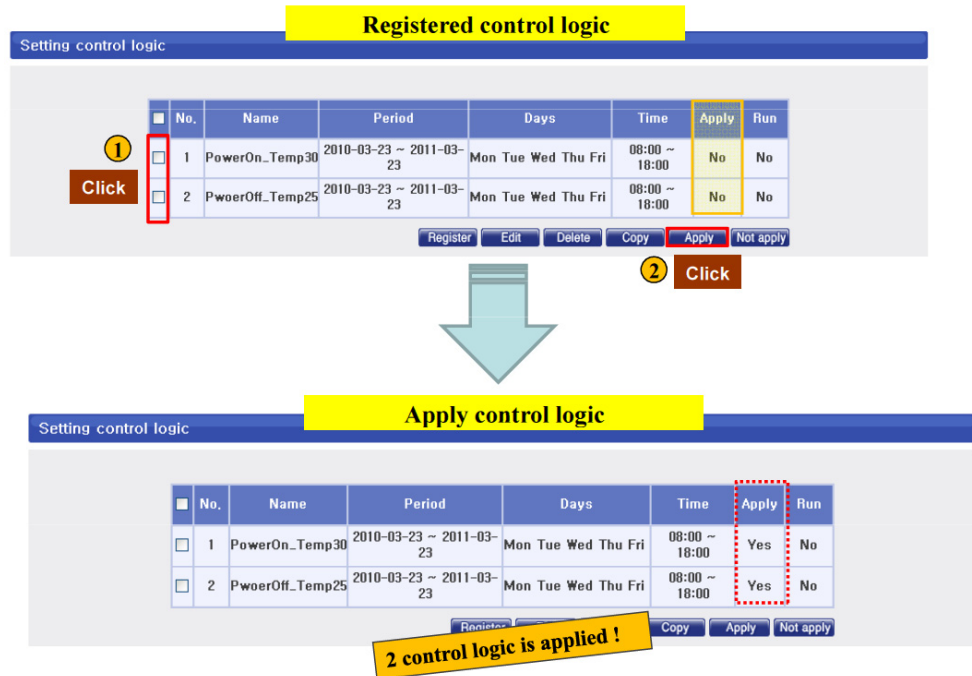 Registered control logic
Setting control logic
No. Name Period Days Time Apply Run
1
Click
1 PowerOn_Temp30 2010-03-23 ~ 2011-03-23 Mon Tue Wed Thu Fri 08:00 ~ 18:00 No No
2 PwoerOff_Temp25 2010-03-23 ~ 2011-03-23 Mon Tue Wed Thu Fri 08:00 ~ 18:00 No No
Register Edit Delete Copy Apply Not apply
2 Click
Apply control logic
Setting control logic
No. Name Period Days Time Apply Run
1 PowerOn_Temp30 2010-03-23 ~ 2011-03-23 Mon Tue Wed Thu Fri 08:00 ~ 18:00 Yes No
2 PwoerOff_Temp25 2010-03-23 ~ 2011-03-23 Mon Tue Wed Thu Fri 08:00 ~ 18:00 Yes No
Register Copy Apply Not apply
2 control logic is applied !